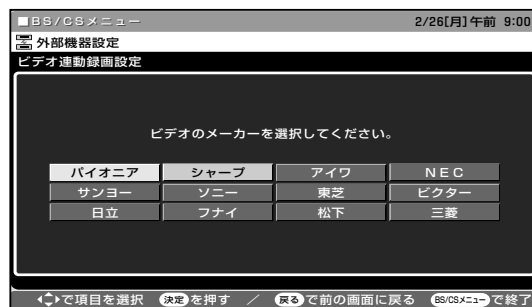 ■BS/CSメニュー 2/26[月]午前 9:00
外部機器設定
ビデオ連動録画設定
ビデオのメーカーを選択してください。
パイオニア シャープ アイワ NEC
サンヨー ソニー 東芝 ビクター
日立 フナイ 松下 三菱
で項目を選択 決定を押す / 戻るで前の画面に戻る BS/CSメニューで終了